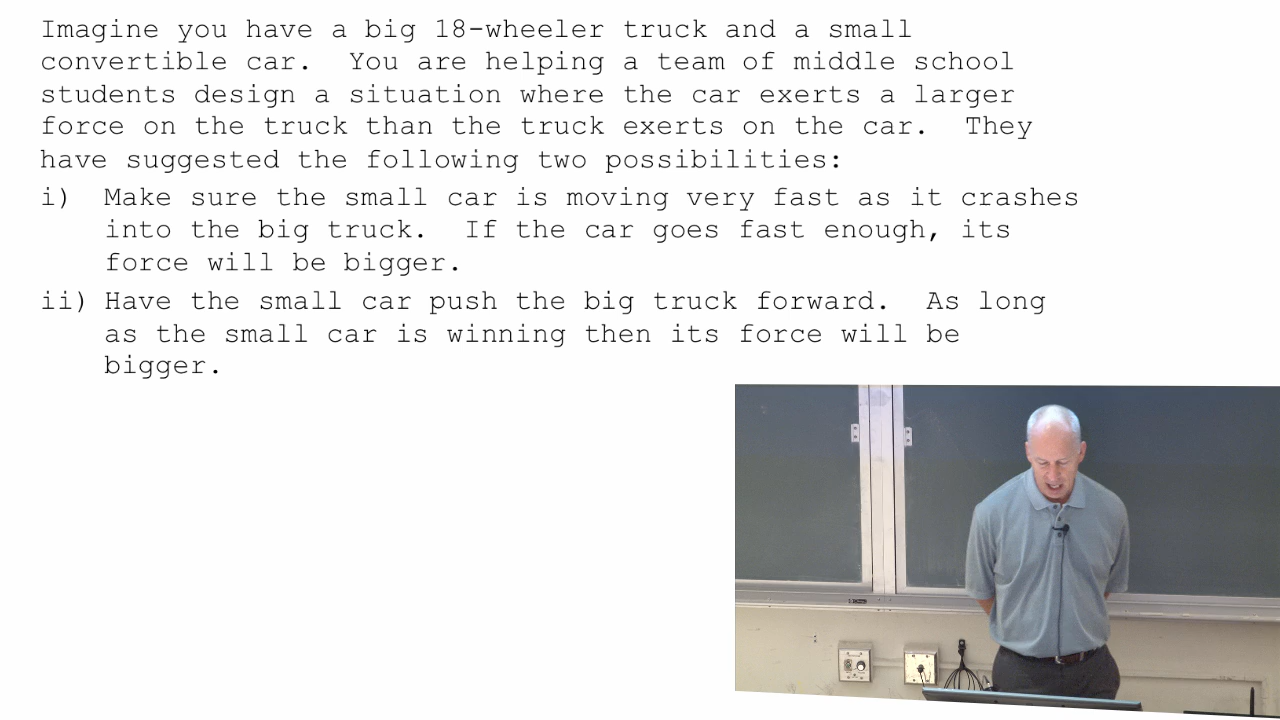 Imagine you have a big 18-wheeler truck and a small
convertible car. You are helping a team of middle school
students design a situation where the car exerts a larger
force on the truck than the truck exerts on the car. They
have suggested the following two possibilities:
i) Make sure the small car is moving very fast as it crashes
into the big truck. If the car goes fast enough, its
force will be bigger.
ii) Have the small car push the big truck forward. As long
as the small car is winning then its force will be
bigger.